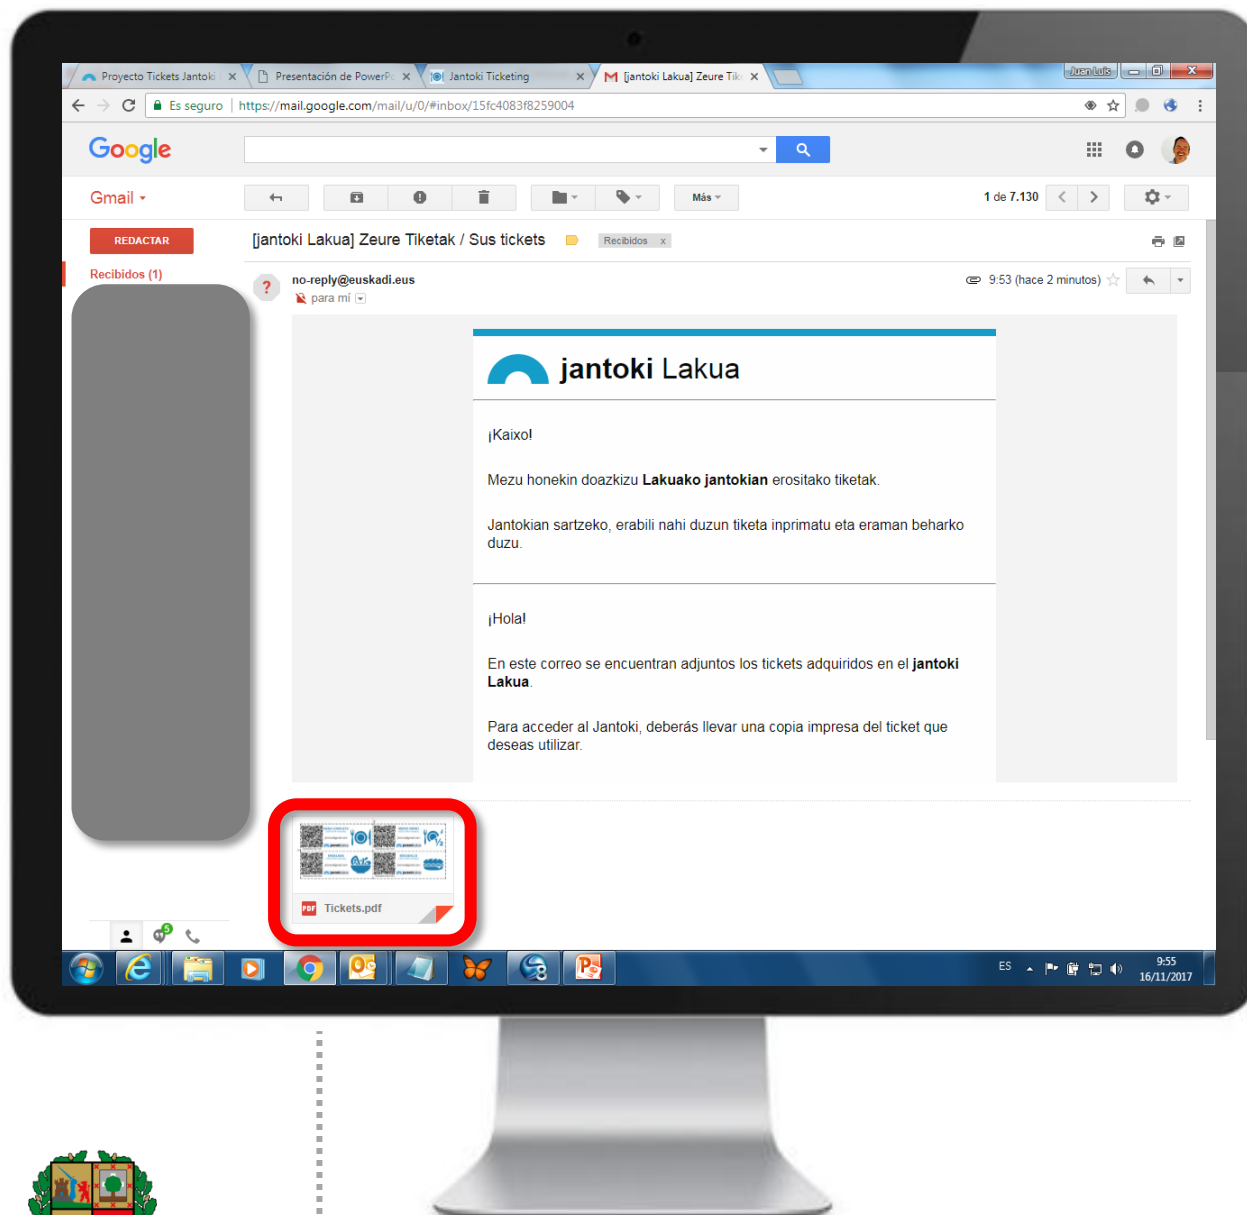 Proyecto Tickets Jantoki
Presentación de PowerPo
Jantoki Ticketing
[jantoki Lakua] Zeure Tik
Juan Luis
Es seguro
https://mail.google.com/mail/u/0/#inbox/15fc4083f8259004
Google
Gmail
Más
1 de 7.130
REDACTAR
[jantoki Lakua] Zeure Tiketak / Sus tickets
Recibidos x
Recibidos (1)
no-reply@euskadi.eus
9:53 (hace 2 minutos)
para mí
jantoki Lakua
¡Kaixo!
Mezu honekin doazkizu Lakuako jantokian erositako tiketak.
Jantokian sartzeko, erabili nahi duzun tiketa inprimatu eta eraman beharko
duzu.
¡Hola!
En este correo se encuentran adjuntos los tickets adquiridos en el jantoki
Lakua.
Para acceder al Jantoki, deberás llevar una copia impresa del ticket que
deseas utilizar.
PDF Tickets.pdf
5
ES
9:55
16/11/2017